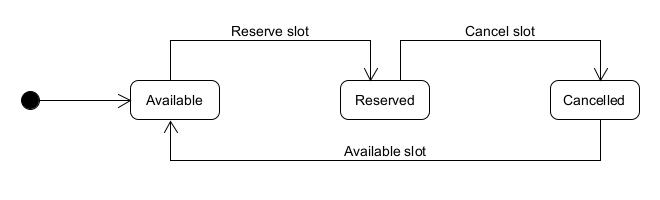 Reserve slot
Cancel slot
Available
Reserved
Cancelled
Available slot